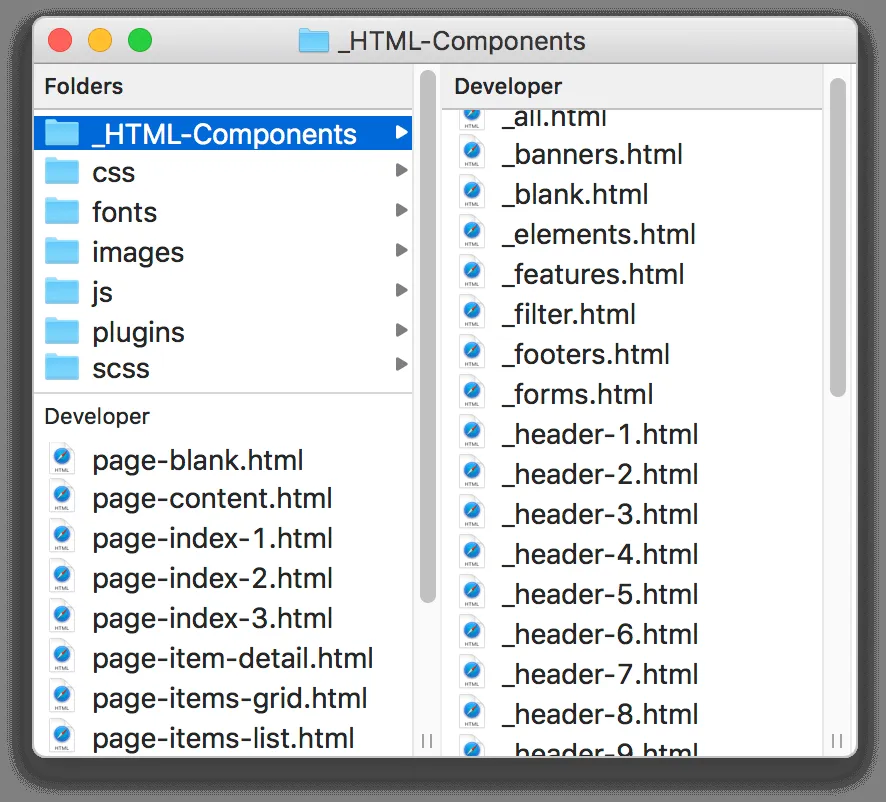 _HTML-Components
Folders
_HTML-Components
css
fonts
images
js
plugins
scss
Developer
page-blank.html
page-content.html
page-index-1.html
page-index-2.html
page-index-3.html
page-item-detail.html
page-items-grid.html
page-items-list.html
Developer
_all.html
_banners.html
_blank.html
_elements.html
_features.html
_filter.html
_footers.html
_forms.html
_header-1.html
_header-2.html
_header-3.html
_header-4.html
_header-5.html
_header-6.html
_header-7.html
_header-8.html
_header-9.html